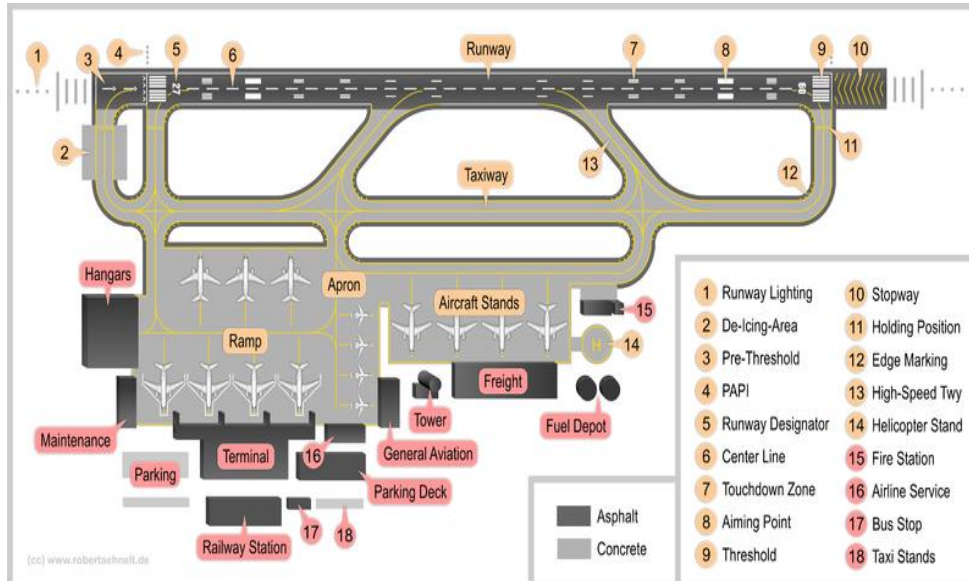 1
4
5
6
Runway
7
8
9
10
3
27
09
2
11
13
12
Taxiway
Hangars
Apron
Aircraft Stands
15
Ramp
14
H
Freight
Tower
Fuel Depot
Maintenance
Terminal
16
General Aviation
Parking
Parking Deck
Railway Station
17
18
(cc) www.robertaehnelt.de
Asphalt
Concrete
1 Runway Lighting
2 De-Icing-Area
3 Pre-Threshold
4 PAPI
5 Runway Designator
6 Center Line
7 Touchdown Zone
8 Aiming Point
9 Threshold
10 Stopway
11 Holding Position
12 Edge Marking
13 High-Speed Twy
14 Helicopter Stand
15 Fire Station
16 Airline Service
17 Bus Stop
18 Taxi Stands